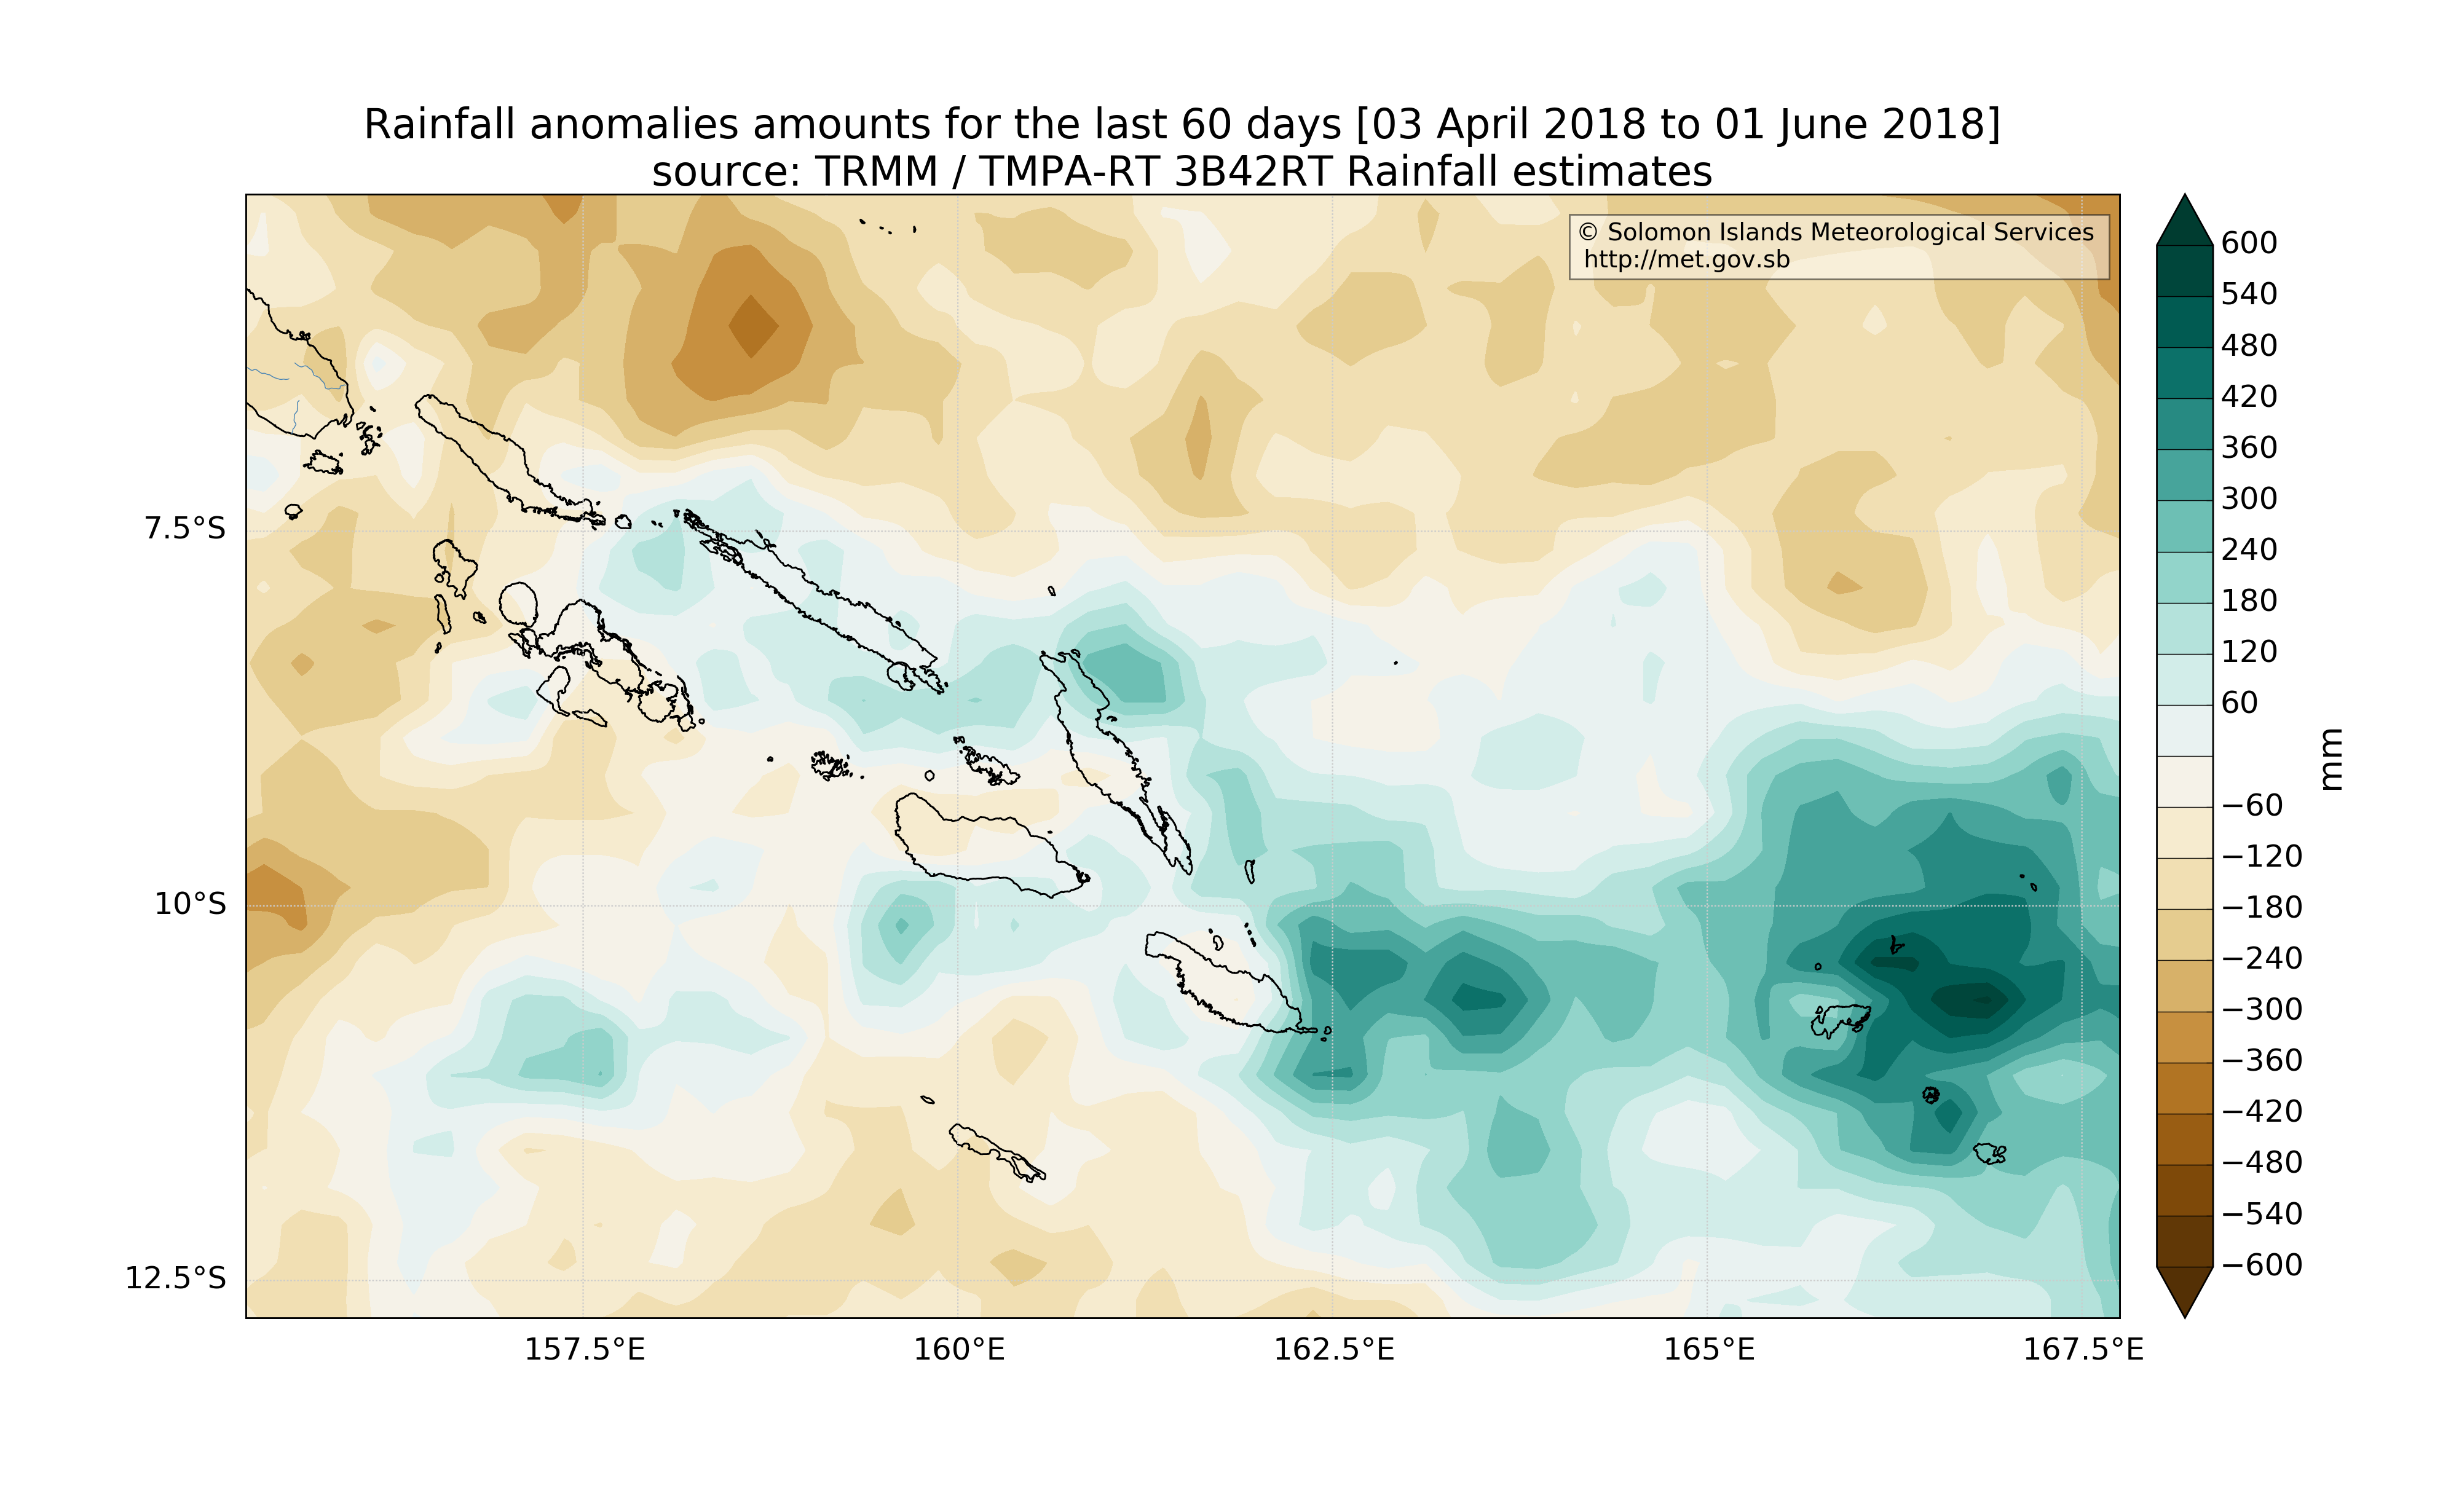 Rainfall anomalies amounts for the last 60 days [03 April 2018 to 01 June 2018]
source: TRMM / TMPA-RT 3B42RT Rainfall estimates
© Solomon Islands Meteorological Services
http://met.gov.sb
7.5°S
10°S
12.5°S
157.5°E
160°E
162.5°E
165°E
167.5°E
600
540
480
420
360
300
240
180
120
60
−60
−120
−180
−240
−300
−360
−420
−480
−540
−600
mm